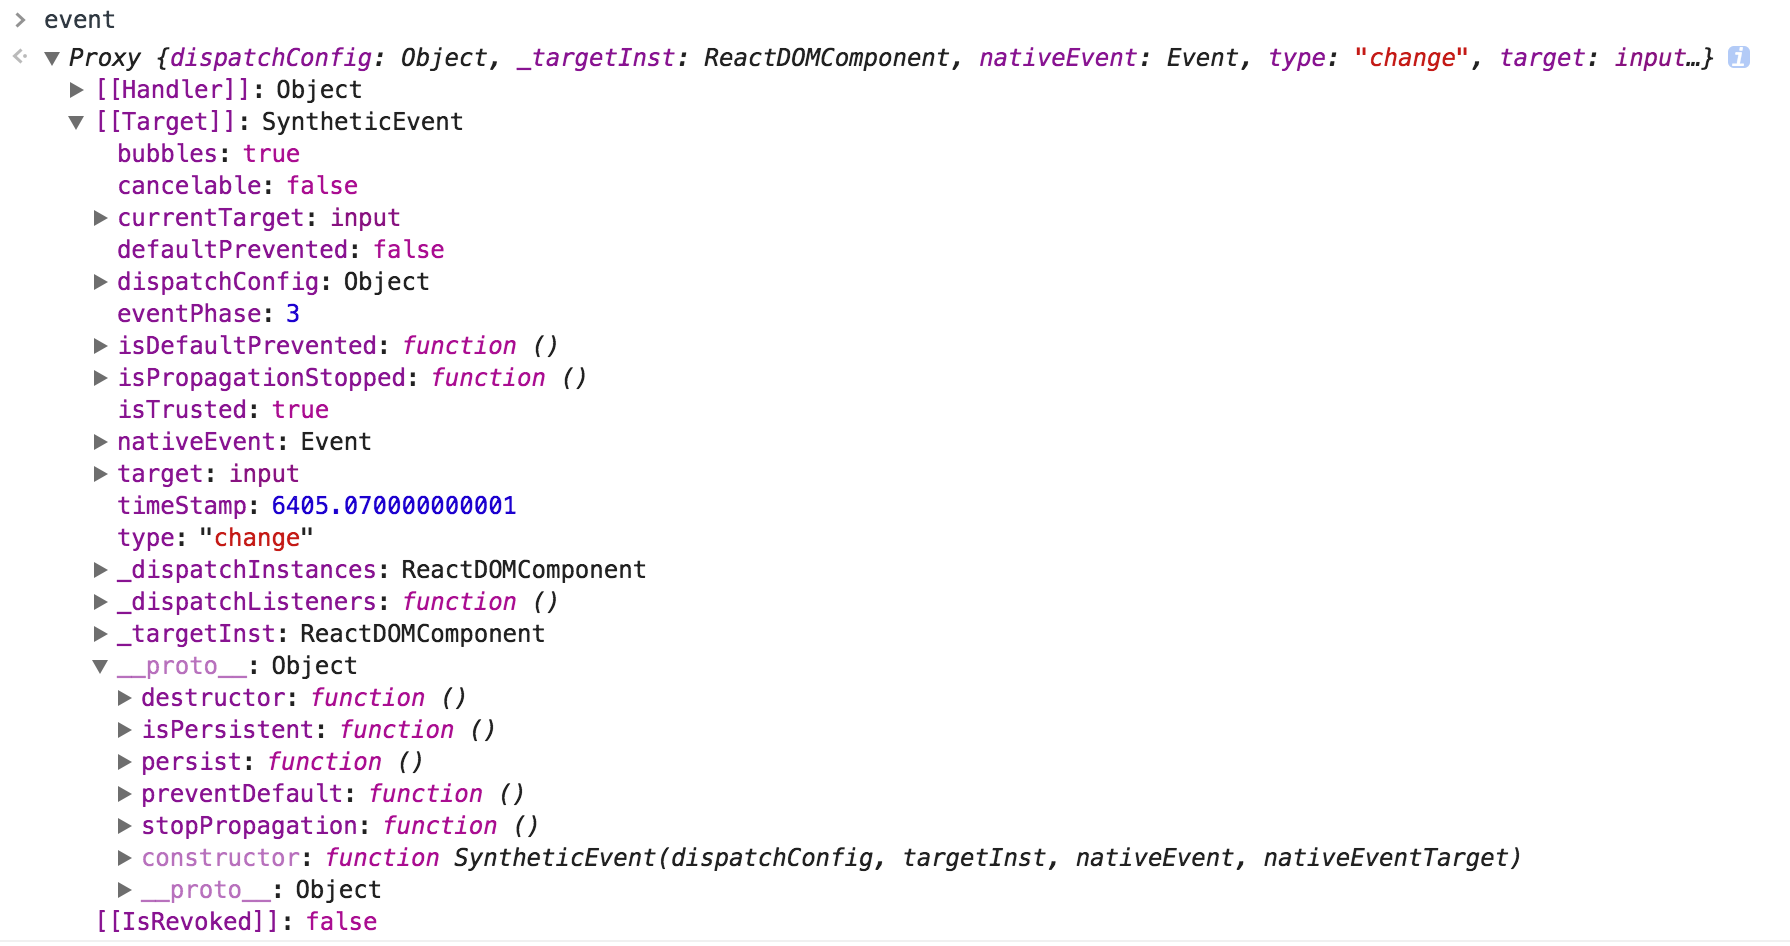 > event
Proxy {dispatchConfig: Object, _targetInst: ReactDOMComponent, nativeEvent: Event, type: "change", target: input…} i
[[Handler]]: Object
[[Target]]: SyntheticEvent
bubbles: true
cancelable: false
currentTarget: input
defaultPrevented: false
dispatchConfig: Object
eventPhase: 3
isDefaultPrevented: function ()
isPropagationStopped: function ()
isTrusted: true
nativeEvent: Event
target: input
timeStamp: 6405.070000000001
type: "change"
_dispatchInstances: ReactDOMComponent
_dispatchListeners: function ()
_targetInst: ReactDOMComponent
__proto__: Object
destructor: function ()
isPersistent: function ()
persist: function ()
preventDefault: function ()
stopPropagation: function ()
constructor: function SyntheticEvent(dispatchConfig, targetInst, nativeEvent, nativeEventTarget)
__proto__: Object
[[IsRevoked]]: false